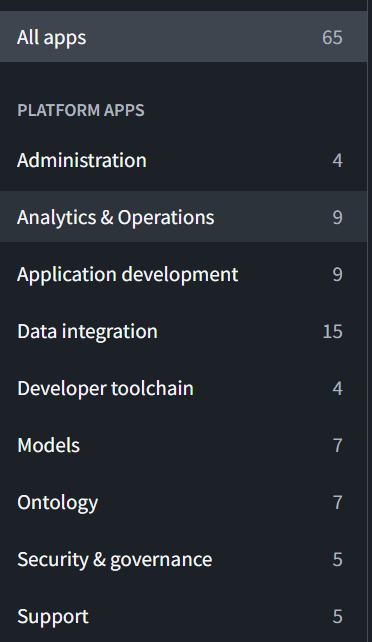 All apps 65
PLATFORM APPS
Administration 4
Analytics & Operations 9
Application development 9
Data integration 15
Developer toolchain 4
Models 7
Ontology 7
Security & governance 5
Support 5